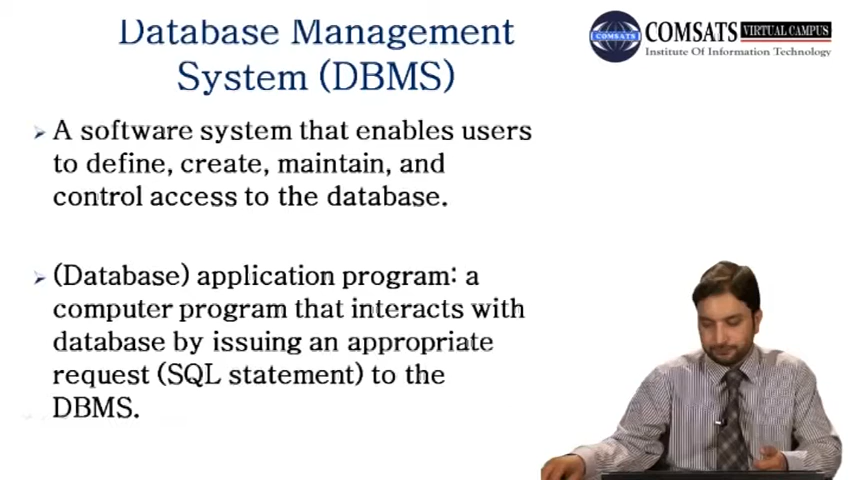 Database Management
System (DBMS)
COMSATS VIRTUAL CAMPUS
COMSATS
Institute Of Information Technology
➢ A software system that enables users
to define, create, maintain, and
control access to the database.
➢ (Database) application program: a
computer program that interacts with
database by issuing an appropriate
request (SQL statement) to the
DBMS.